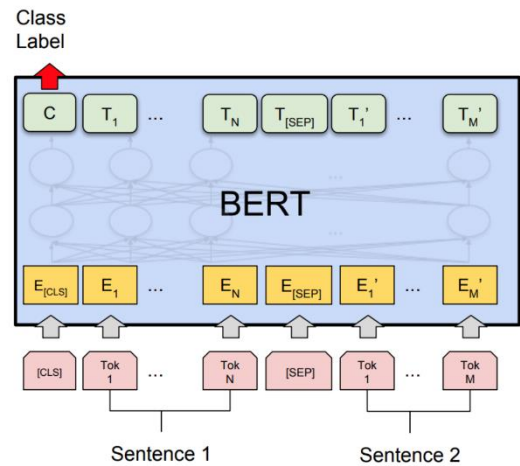 Class
Label
C T1 ... TN T[SEP] T1' ... TM'
...
BERT
...
E[CLS] E1 ... EN E[SEP] E1' ... EM'
[CLS] Tok 1 ... Tok N [SEP] Tok 1 ... Tok M
Sentence 1 Sentence 2